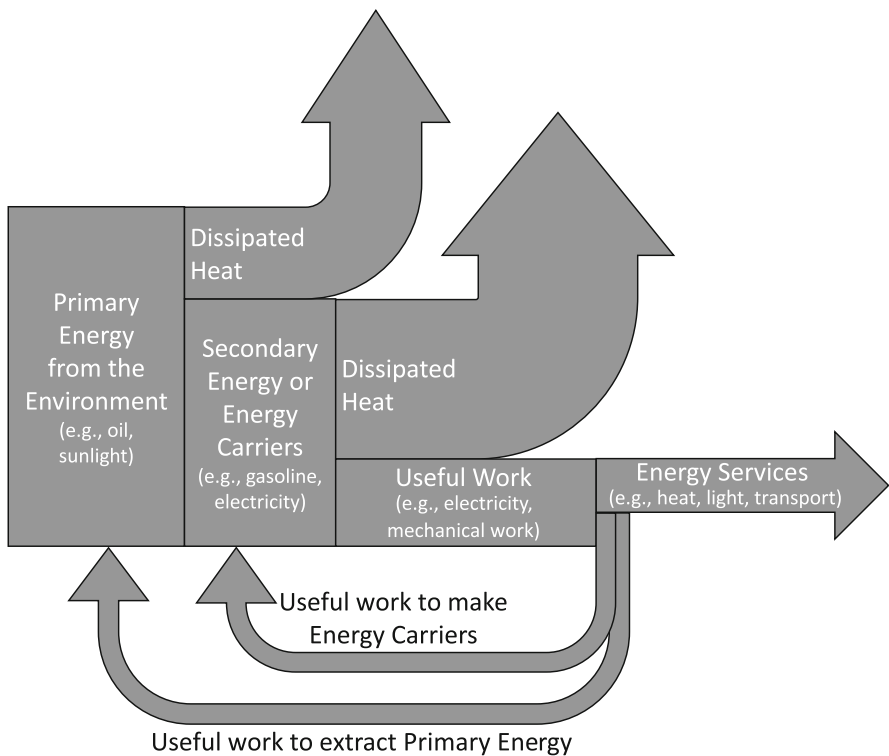 Dissipated
Heat
Primary
Energy
from the
Environment
(e.g., oil,
sunlight)
Secondary
Energy or
Energy
Carriers
(e.g., gasoline,
electricity)
Dissipated
Heat
Useful Work
(e.g., electricity,
mechanical work)
Energy Services
(e.g., heat, light, transport)
Useful work to make
Energy Carriers
Useful work to extract Primary Energy